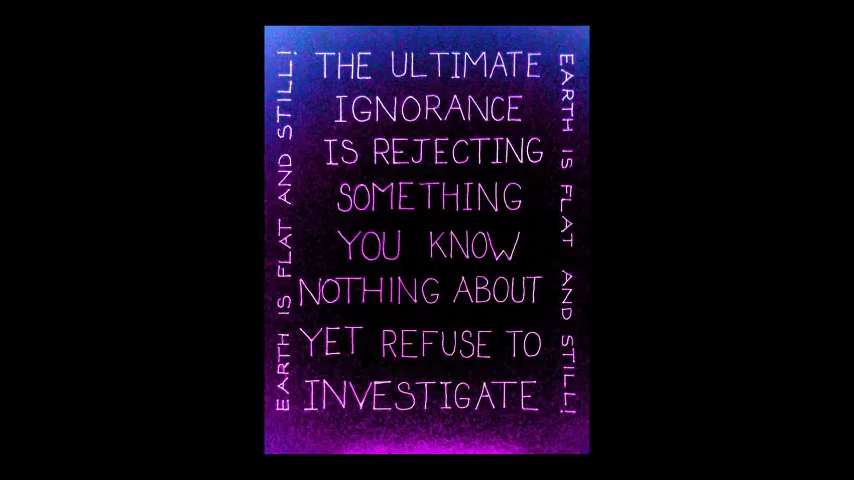 EARTH IS FLAT AND STILL!
THE ULTIMATE
IGNORANCE
IS REJECTING
SOMETHING
YOU KNOW
NOTHING ABOUT
YET REFUSE TO
INVESTIGATE
EARTH IS FLAT AND STILL!